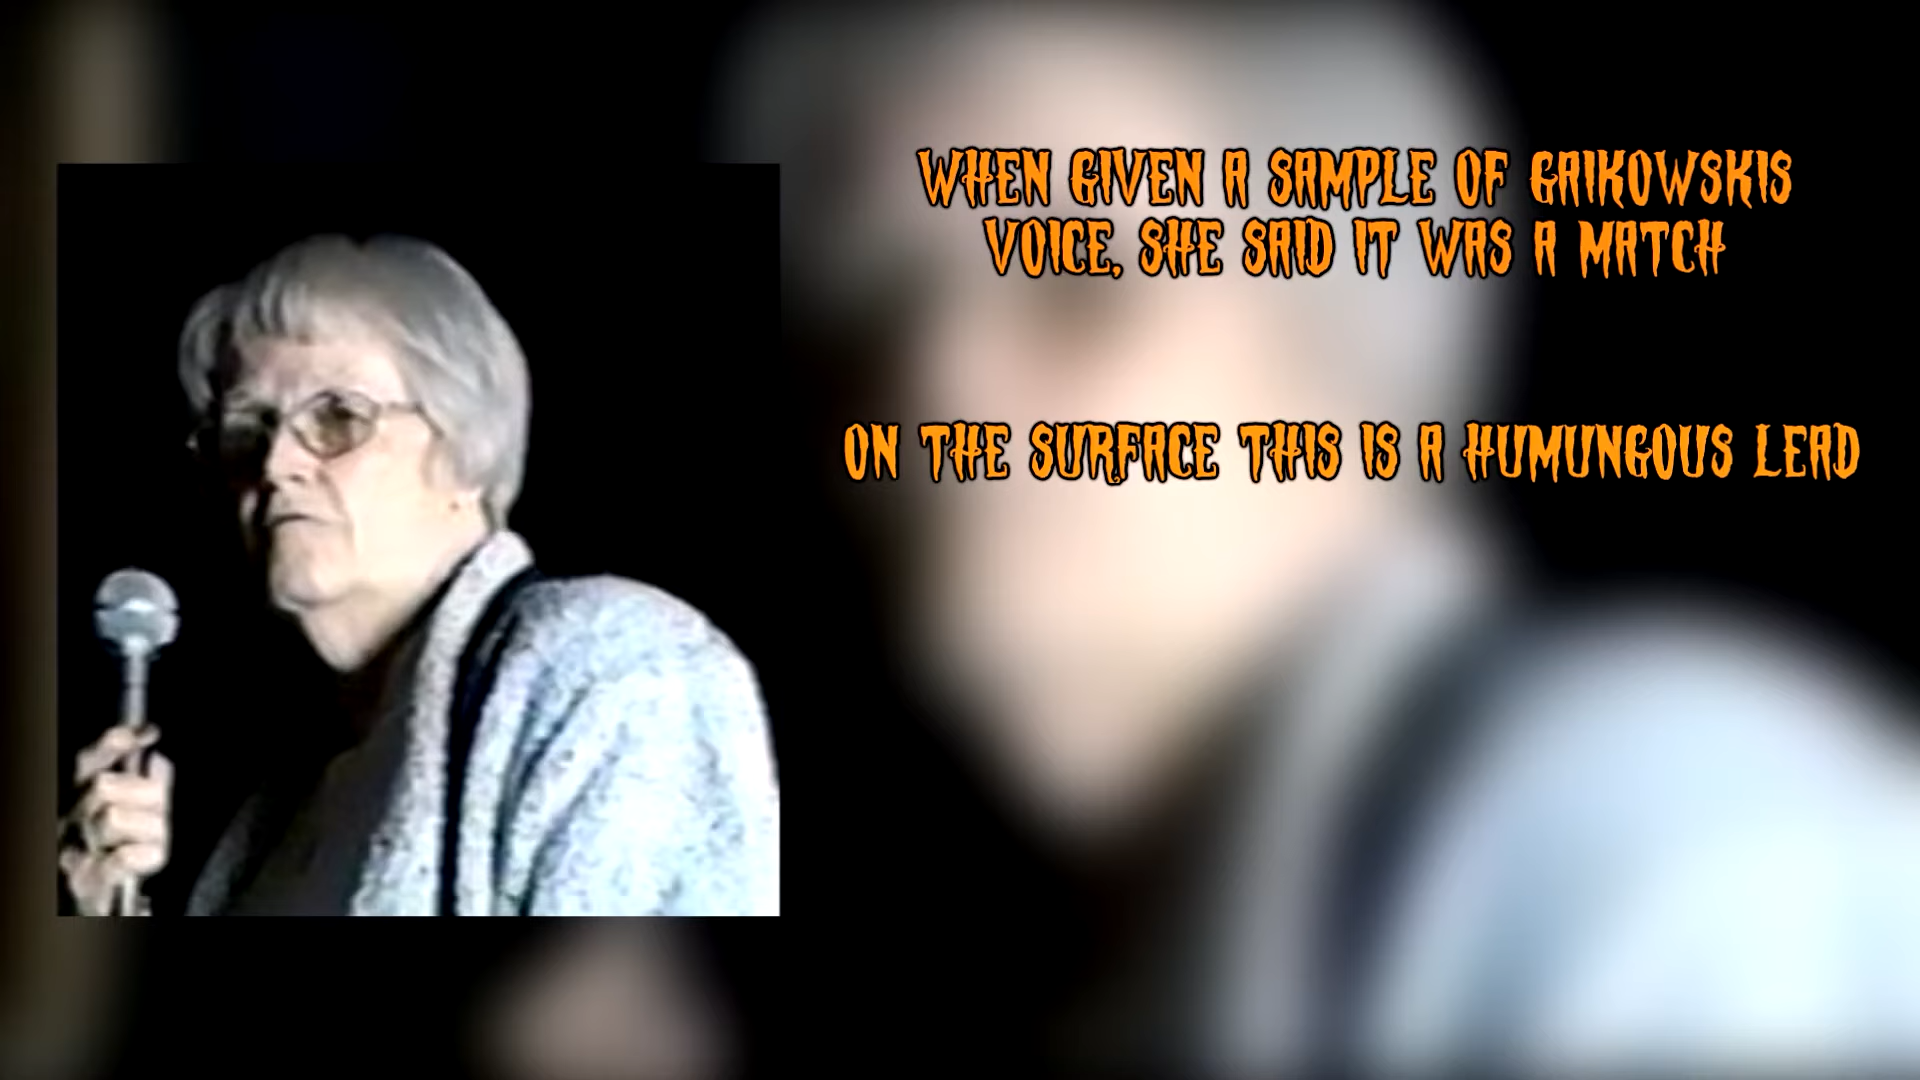 WHEN GIVEN A SAMPLE OF GAIKOWSKIS
VOICE, SHE SAID IT WAS A MATCH
ON THE SURFACE THIS IS A HUMUNGOUS LEAD